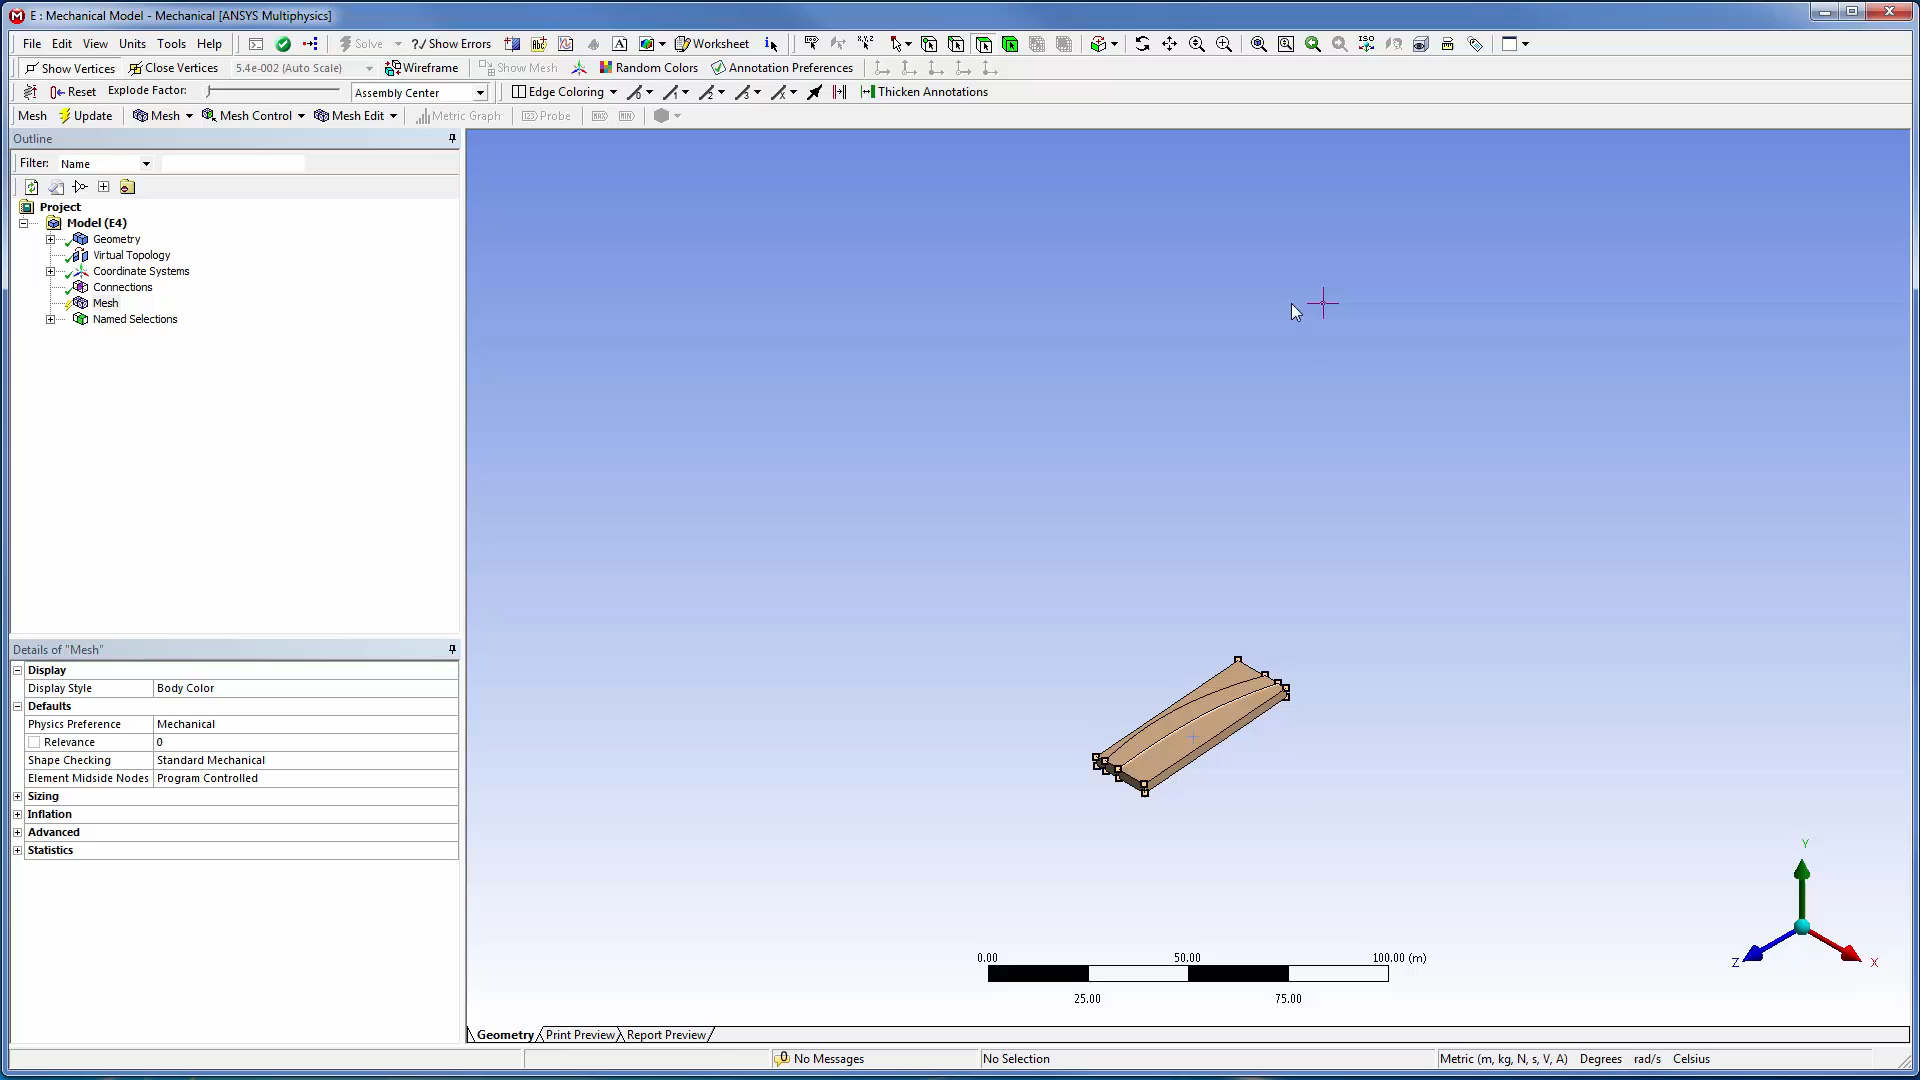 E : Mechanical Model - Mechanical [ANSYS Multiphysics]
File Edit View Units Tools Help Solve ?/ Show Errors Worksheet
Show Vertices Close Vertices 5.4e-002 (Auto Scale) Wireframe Show Mesh Random Colors Annotation Preferences
Reset Explode Factor: Assembly Center Edge Coloring Thicken Annotations
Mesh Update Mesh Mesh Control Mesh Edit Metric Graph Probe
Outline
Filter: Name
Project
Model (E4)
Geometry
Virtual Topology
Coordinate Systems
Connections
Mesh
Named Selections
Details of "Mesh"
Display
Display Style Body Color
Defaults
Physics Preference Mechanical
Relevance 0
Shape Checking Standard Mechanical
Element Midside Nodes Program Controlled
Sizing
Inflation
Advanced
Statistics
Y
Z X
0.00 50.00 100.00 (m)
25.00 75.00
Geometry Print Preview Report Preview
No Messages No Selection Metric (m, kg, N, s, V, A) Degrees rad/s Celsius